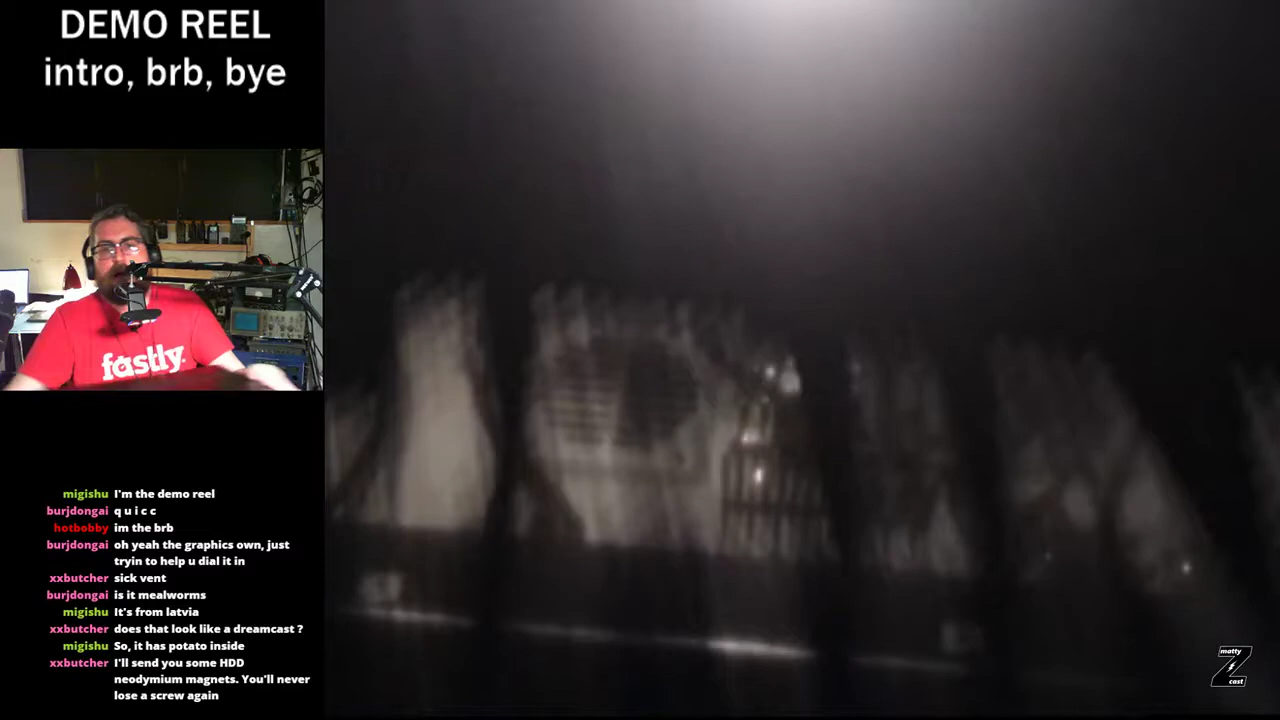 DEMO REEL
intro, brb, bye
fastly.
migishu I'm the demo reel
burjdongai q u i c c
hotbobby im the brb
burjdongai oh yeah the graphics own, just
tryin to help u dial it in
xxbutcher sick vent
burjdongai is it mealworms
migishu It's from latvia
xxbutcher does that look like a dreamcast ?
migishu So, it has potato inside
xxbutcher I'll send you some HDD
neodymium magnets. You'll never
lose a screw again
matty
Z
cast